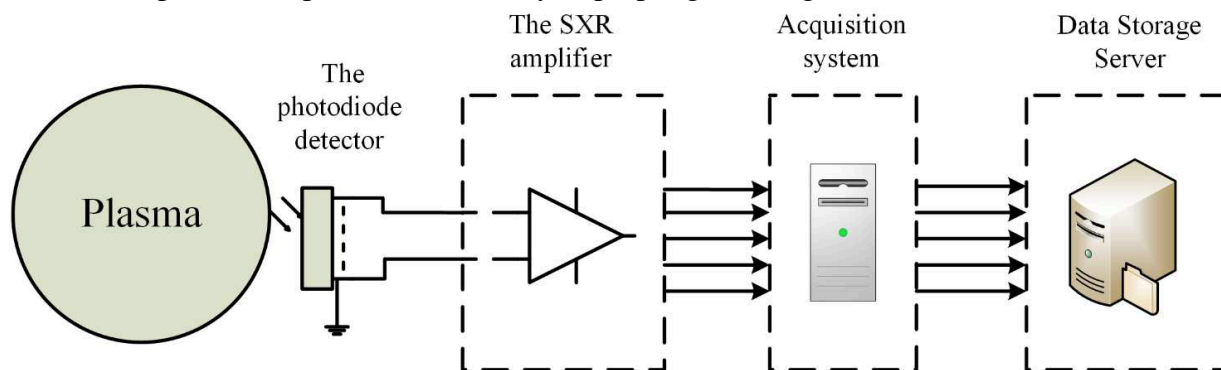 The SXR
amplifier
Acquisition
system
Data Storage
Server
The
photodiode
detector
Plasma